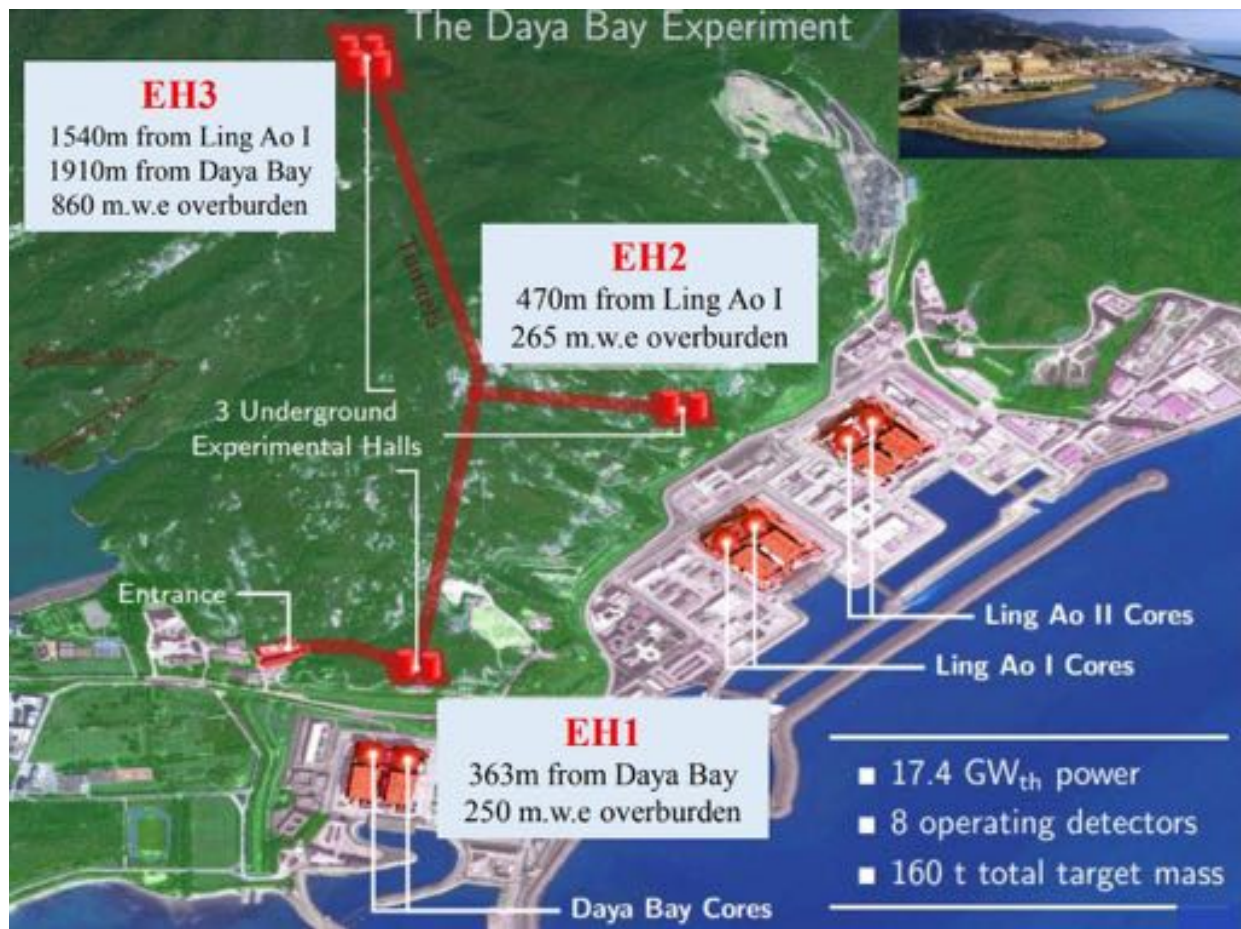 The Daya Bay Experiment
EH3
1540m from Ling Ao I
1910m from Daya Bay
860 m.w.e overburden
EH2
470m from Ling Ao I
265 m.w.e overburden
Tunnels
3 Underground
Experimental Halls
Entrance
Ling Ao II Cores
Ling Ao I Cores
EH1
363m from Daya Bay
250 m.w.e overburden
■ 17.4 GWth power
■ 8 operating detectors
■ 160 t total target mass
Daya Bay Cores